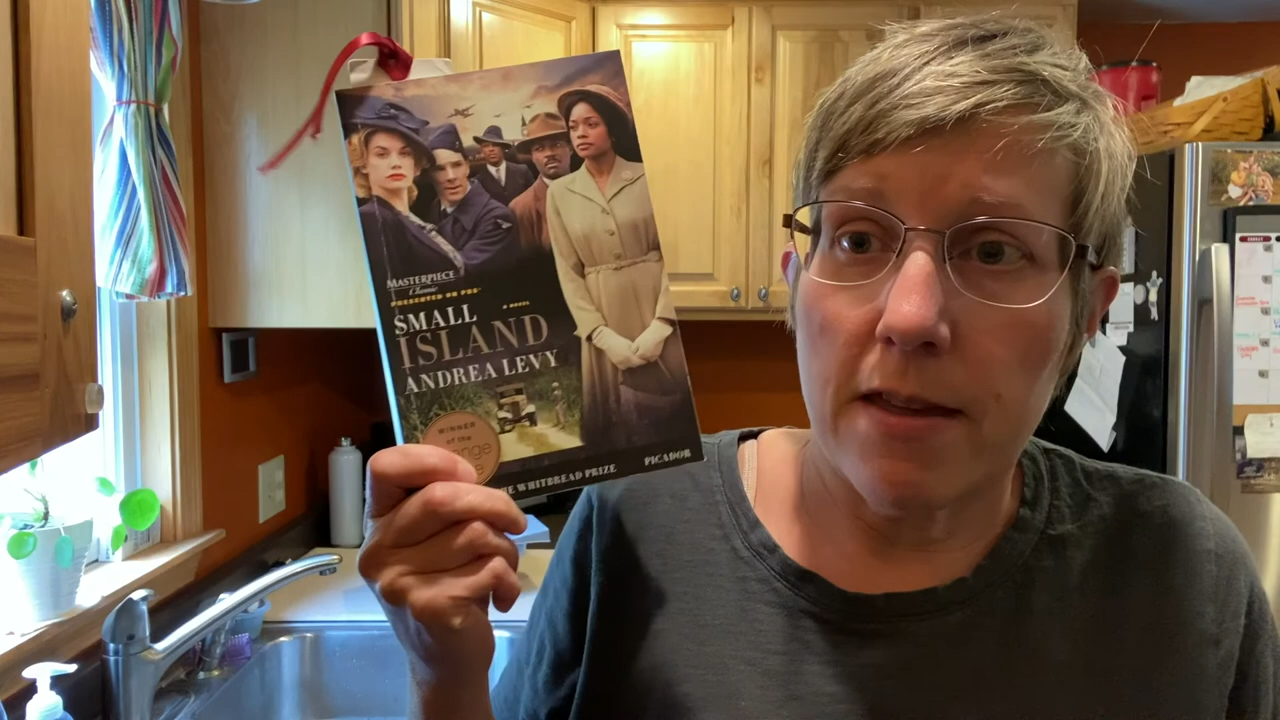 MASTERPIECE
Classic
PRESENTED ON PBS
A NOVEL
SMALL
ISLAND
ANDREA LEVY
WINNER
of the
WHITBREAD PRIZE
PICADOR